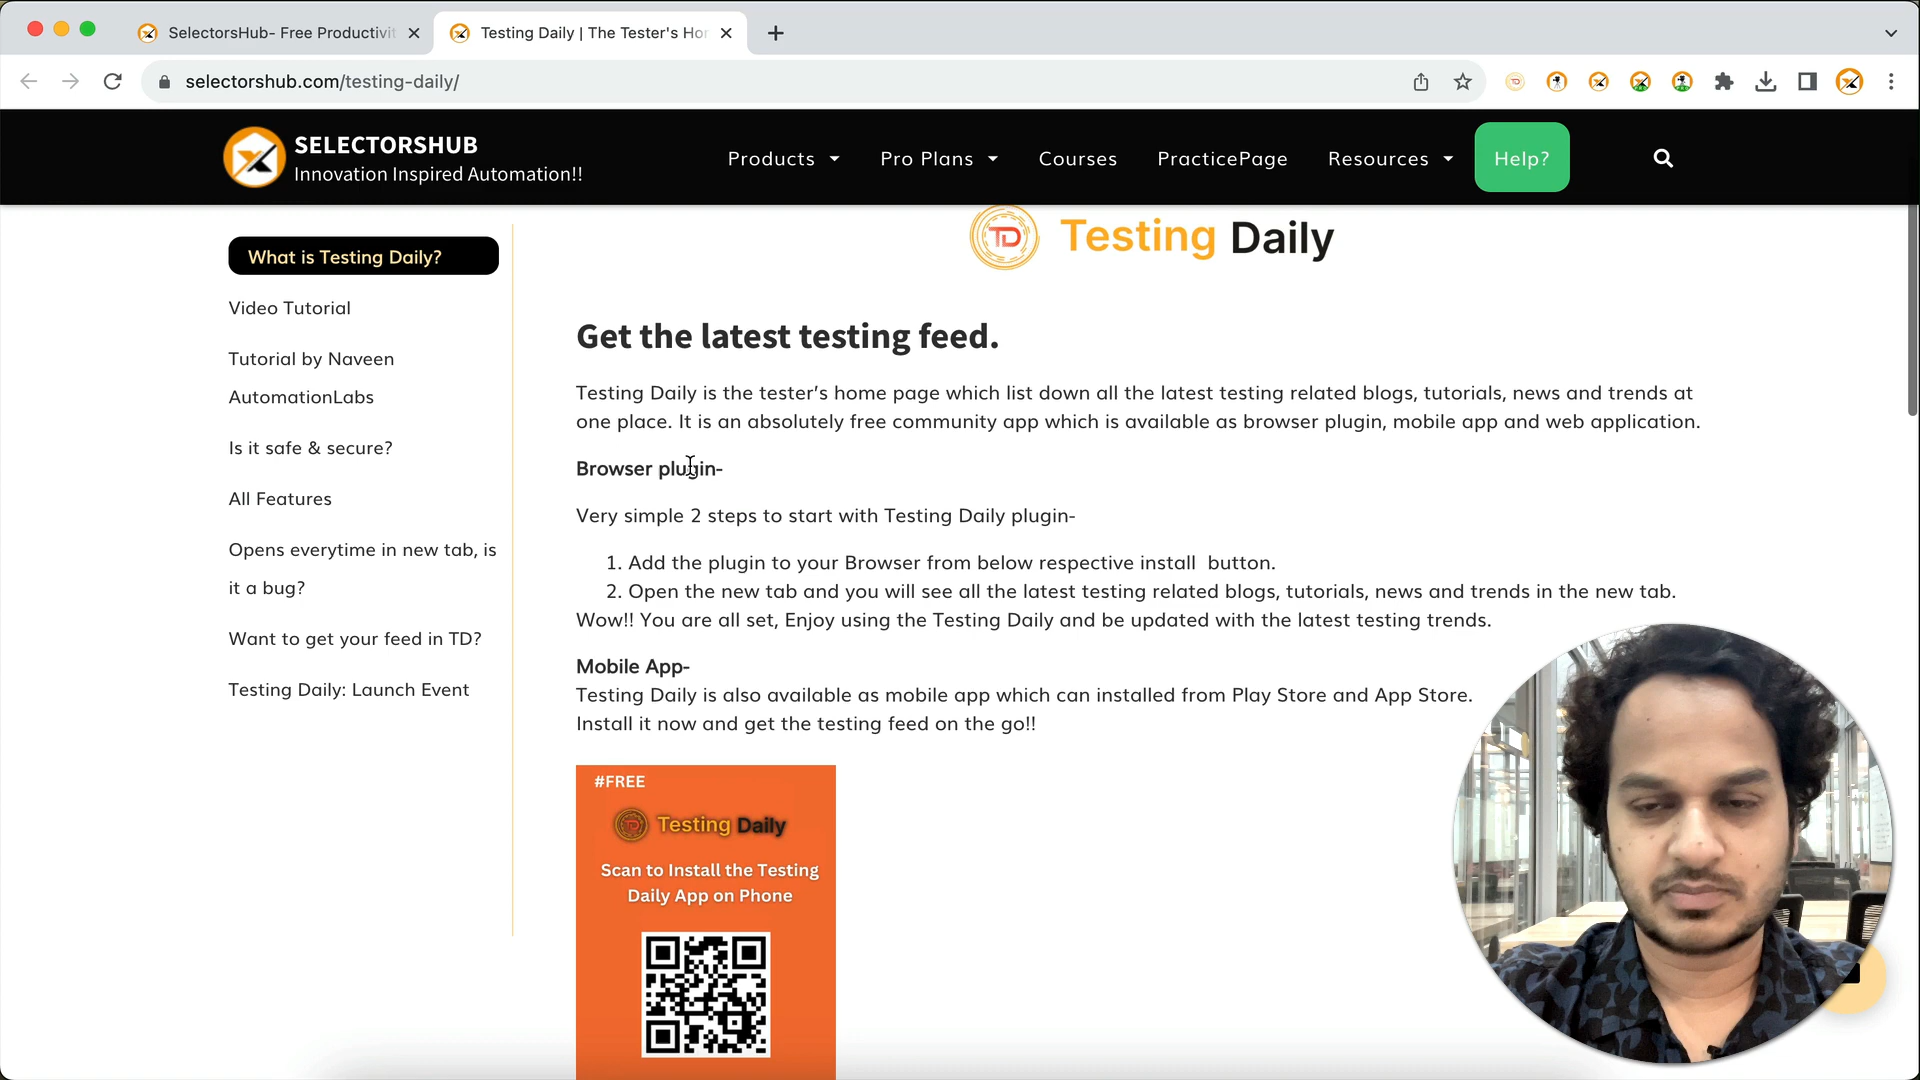 SelectorsHub- Free Productivit
Testing Daily | The Tester's Ho
selectorshub.com/testing-daily/
SELECTORSHUB
Innovation Inspired Automation!!
Products
Pro Plans
Courses
PracticePage
Resources
Help?
What is Testing Daily?
Video Tutorial
Tutorial by Naveen
AutomationLabs
Is it safe & secure?
All Features
Opens everytime in new tab, is
it a bug?
Want to get your feed in TD?
Testing Daily: Launch Event
TD Testing Daily
Get the latest testing feed.
Testing Daily is the tester’s home page which list down all the latest testing related blogs, tutorials, news and trends at
one place. It is an absolutely free community app which is available as browser plugin, mobile app and web application.
Browser plugin-
Very simple 2 steps to start with Testing Daily plugin-
1. Add the plugin to your Browser from below respective install button.
2. Open the new tab and you will see all the latest testing related blogs, tutorials, news and trends in the new tab.
Wow!! You are all set, Enjoy using the Testing Daily and be updated with the latest testing trends.
Mobile App-
Testing Daily is also available as mobile app which can installed from Play Store and App Store.
Install it now and get the testing feed on the go!!
#FREE
TD Testing Daily
Scan to Install the Testing
Daily App on Phone